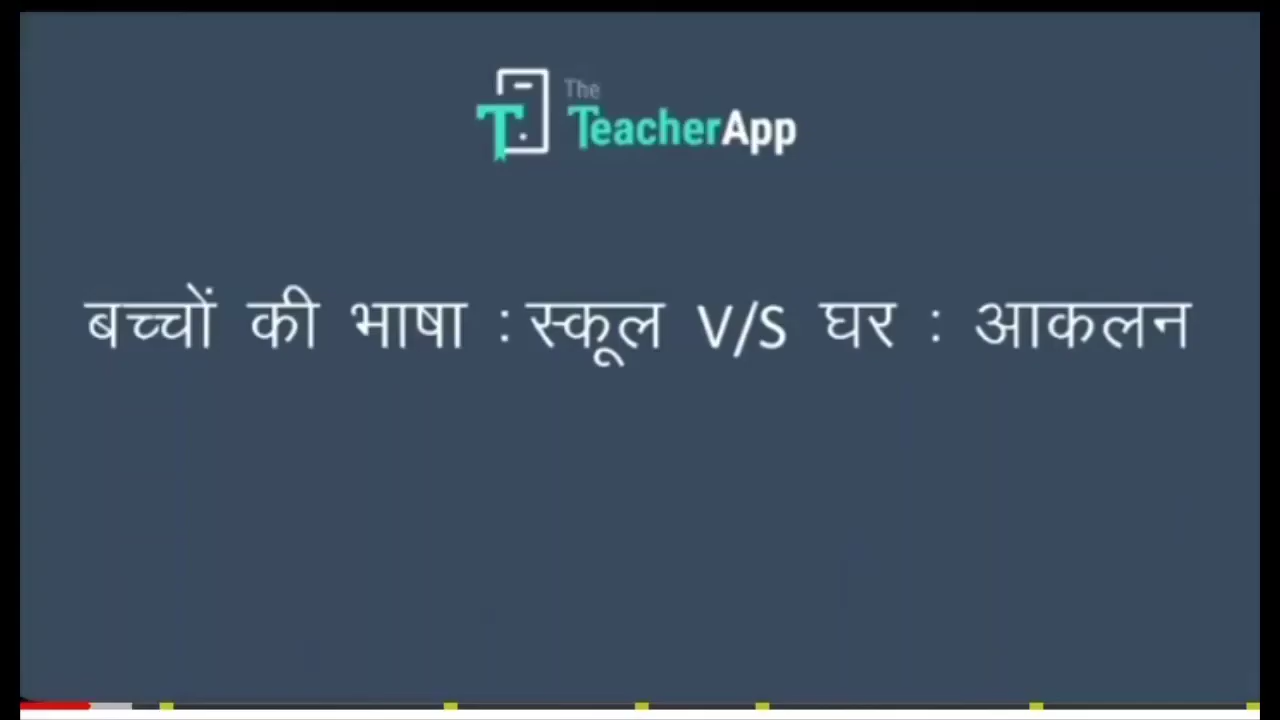 The
TeacherApp
बच्चों की भाषा : स्कूल V/S घर : आकलन